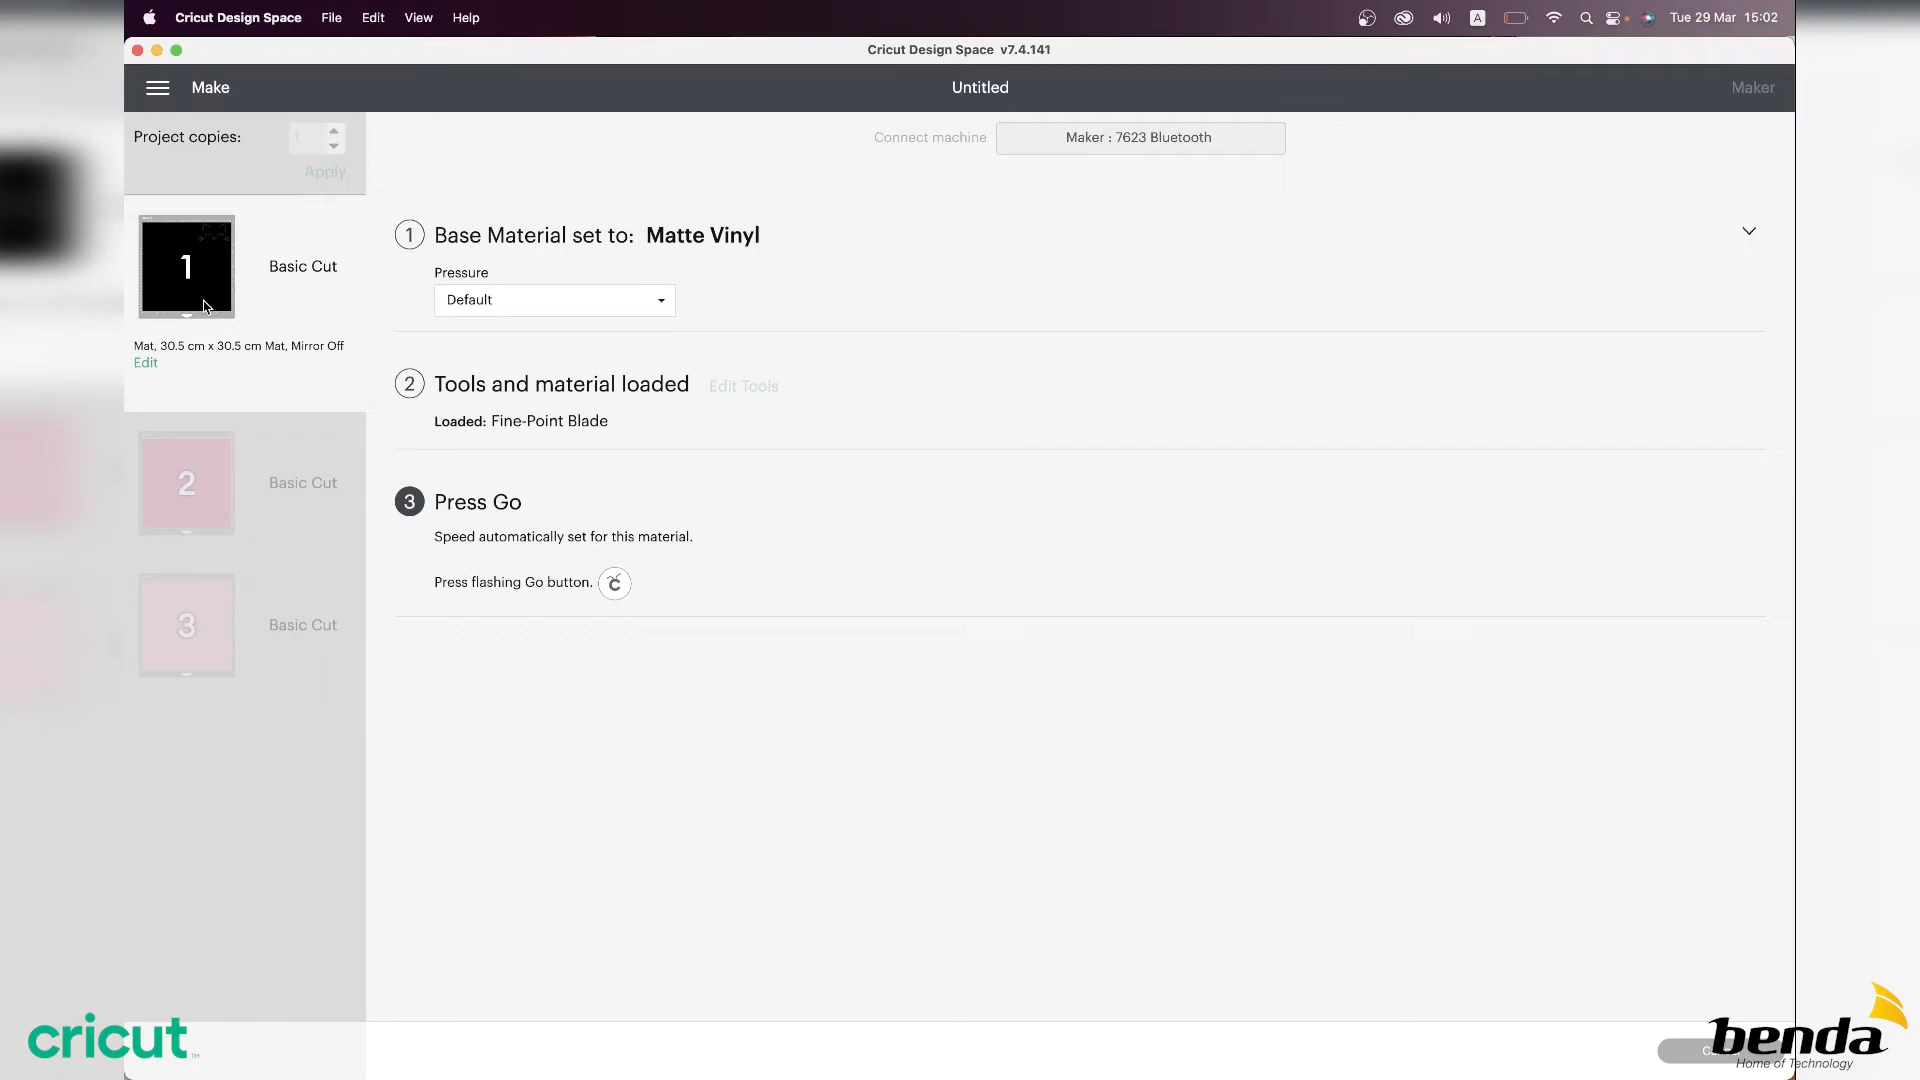 Cricut Design Space File Edit View Help
A Tue 29 Mar 15:02
Cricut Design Space v7.4.141
Make Untitled Maker
Project copies:
Apply
Connect machine Maker : 7623 Bluetooth
1 Basic Cut
Mat, 30.5 cm x 30.5 cm Mat, Mirror Off
Edit
2 Basic Cut
3 Basic Cut
1 Base Material set to: Matte Vinyl
Pressure
Default
2 Tools and material loaded Edit Tools
Loaded: Fine-Point Blade
3 Press Go
Speed automatically set for this material.
Press flashing Go button.
cricut™
benda
Home of Technology